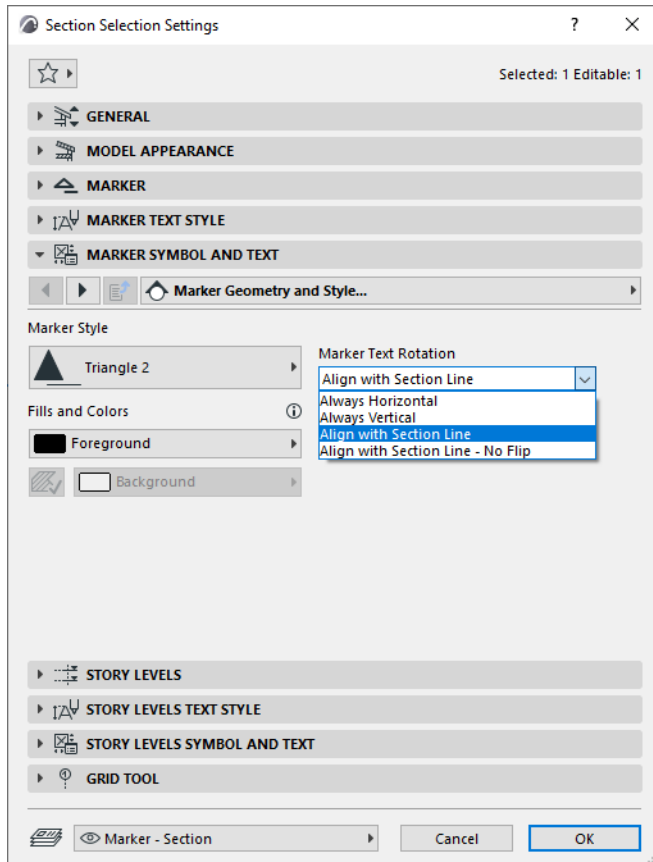 Section Selection Settings
?
Selected: 1 Editable: 1
GENERAL
MODEL APPEARANCE
MARKER
MARKER TEXT STYLE
MARKER SYMBOL AND TEXT
Marker Geometry and Style...
Marker Style
Triangle 2
Marker Text Rotation
Align with Section Line
Always Horizontal
Always Vertical
Align with Section Line
Align with Section Line - No Flip
Fills and Colors
Foreground
Background
STORY LEVELS
STORY LEVELS TEXT STYLE
STORY LEVELS SYMBOL AND TEXT
GRID TOOL
Marker - Section
Cancel
OK